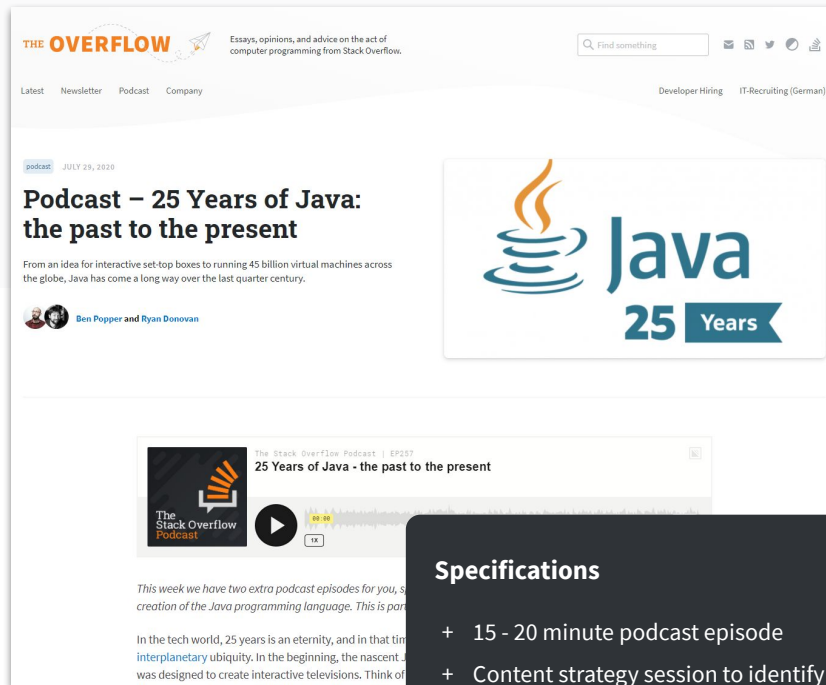 THE OVERFLOW
Essays, opinions, and advice on the act of
computer programming from Stack Overflow.
Find something
Latest Newsletter Podcast Company
Developer Hiring IT-Recruiting (German)
podcast JULY 29, 2020
Podcast – 25 Years of Java:
the past to the present
From an idea for interactive set-top boxes to running 45 billion virtual machines across
the globe, Java has come a long way over the last quarter century.
Ben Popper and Ryan Donovan
Java
25 Years
The Stack Overflow Podcast | EP257
25 Years of Java - the past to the present
The
Stack Overflow
Podcast
00:00
1X
This week we have two extra podcast episodes for you, s
creation of the Java programming language. This is part
In the tech world, 25 years is an eternity, and in that tim
interplanetary ubiquity. In the beginning, the nascent J
was designed to create interactive televisions. Think of
Specifications
+ 15 - 20 minute podcast episode
+ Content strategy session to identify